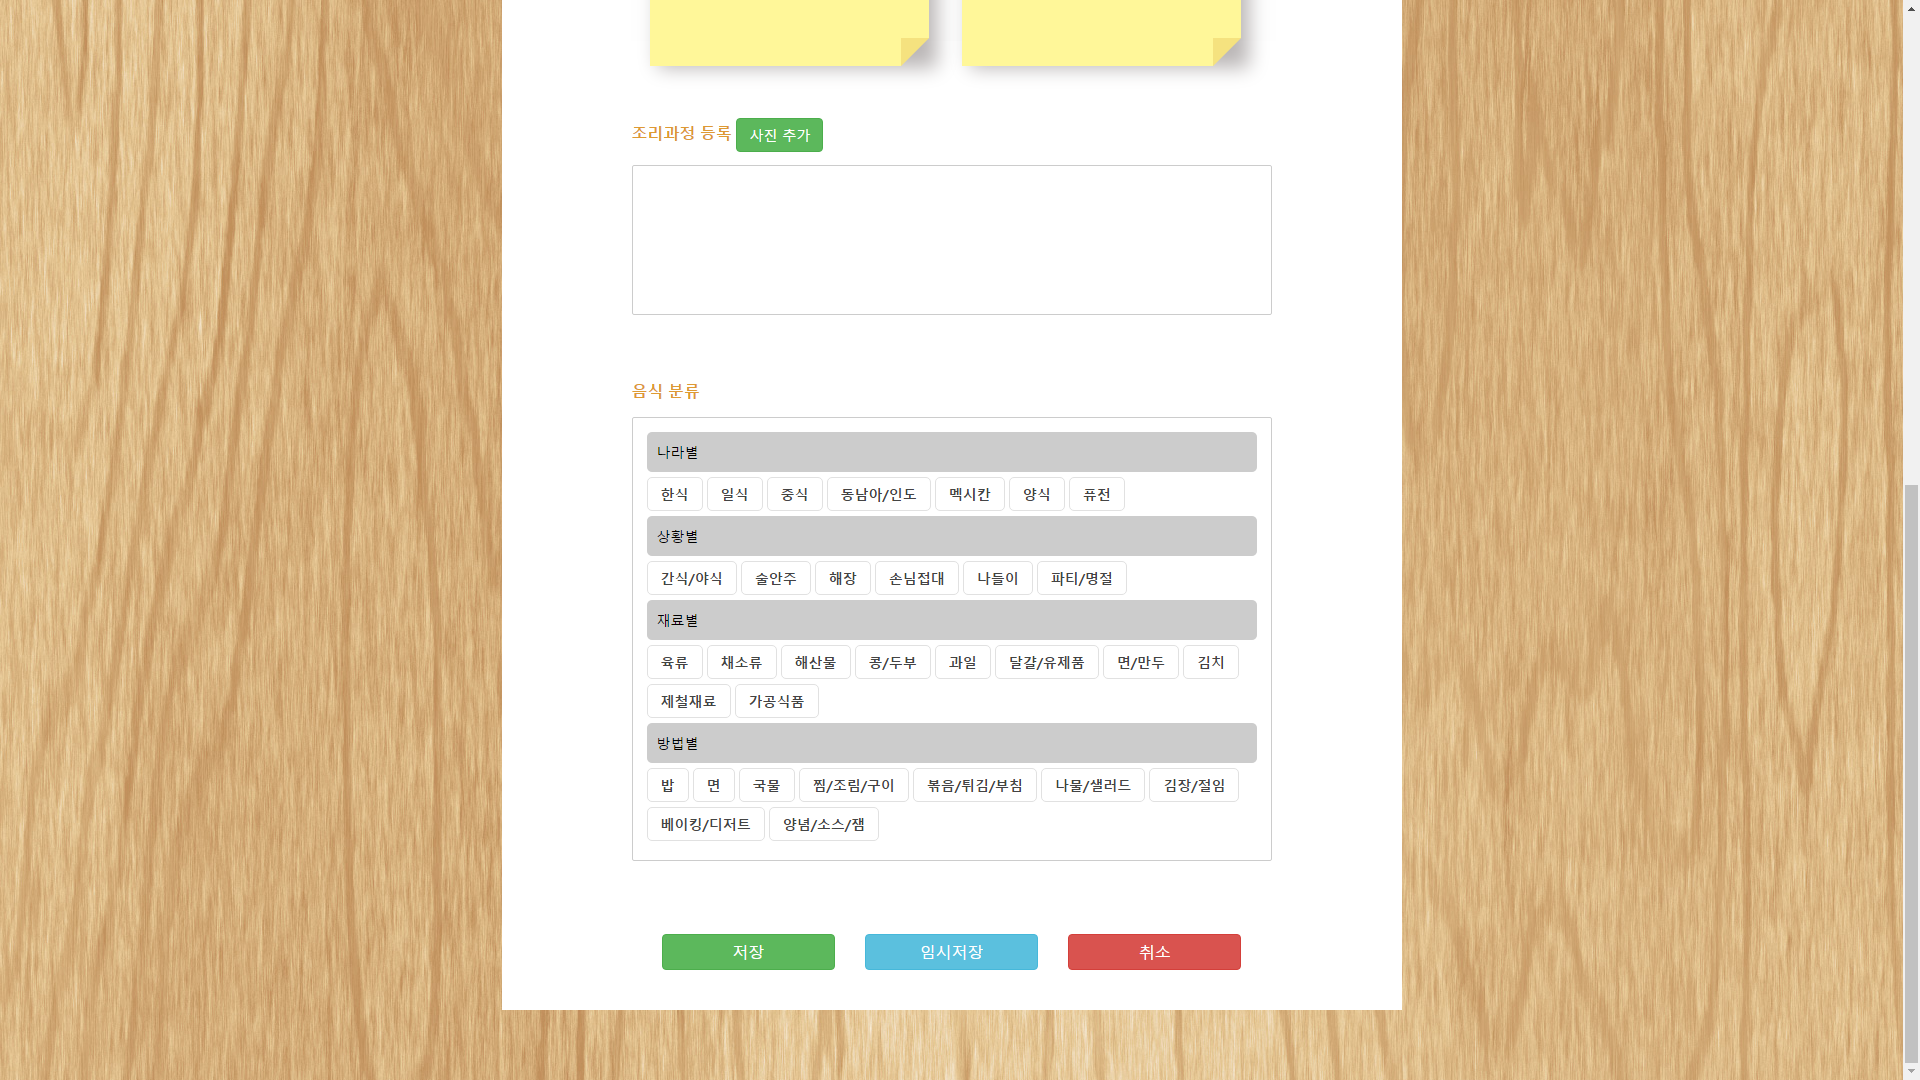 조리과정 등록 사진 추가
음식 분류
나라별
한식 일식 중식 동남아/인도 멕시칸 양식 퓨전
상황별
간식/야식 술안주 해장 손님접대 나들이 파티/명절
재료별
육류 채소류 해산물 콩/두부 과일 달걀/유제품 면/만두 김치
제철재료 가공식품
방법별
밥 면 국물 찜/조림/구이 볶음/튀김/부침 나물/샐러드 김장/절임
베이킹/디저트 양념/소스/잼
저장 임시저장 취소